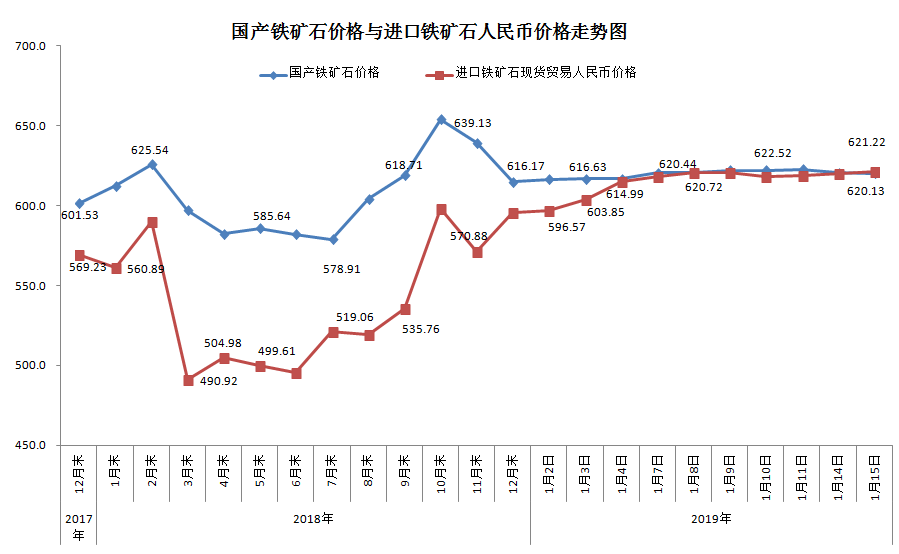 国产铁矿石价格与进口铁矿石人民币价格走势图
国产铁矿石价格
进口铁矿石现货贸易人民币价格
700.0
650.0
600.0
550.0
500.0
450.0
601.53
625.54
585.64
578.91
618.71
639.13
616.17
616.63
620.44
622.52
620.13
569.23
560.89
490.92
504.98
499.61
519.06
535.76
570.88
596.57
603.85
614.99
620.72
621.22
12月末
1月末
2月末
3月末
4月末
5月末
6月末
7月末
8月末
9月末
10月末
11月末
12月末
1月2日
1月3日
1月4日
1月7日
1月8日
1月9日
1月10日
1月11日
1月14日
1月15日
2017
年
2018年
2019年